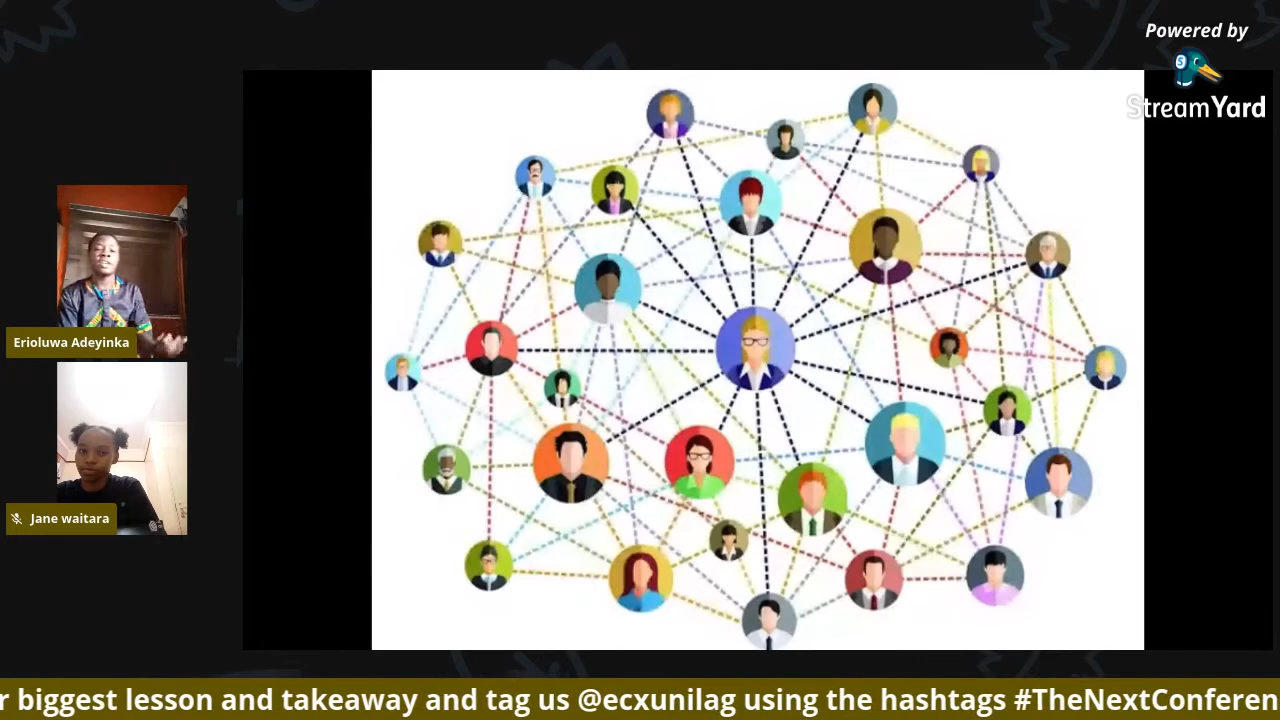 Powered by
StreamYard
Erioluwa Adeyinka
Jane waitara
r biggest lesson and takeaway and tag us @ecxunilag using the hashtags #TheNextConferen